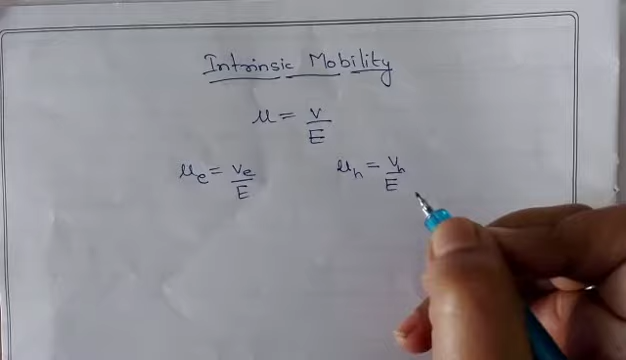 Intrinsic Mobility
μ = v/E
μₑ = vₑ/E μₕ = vₕ/E